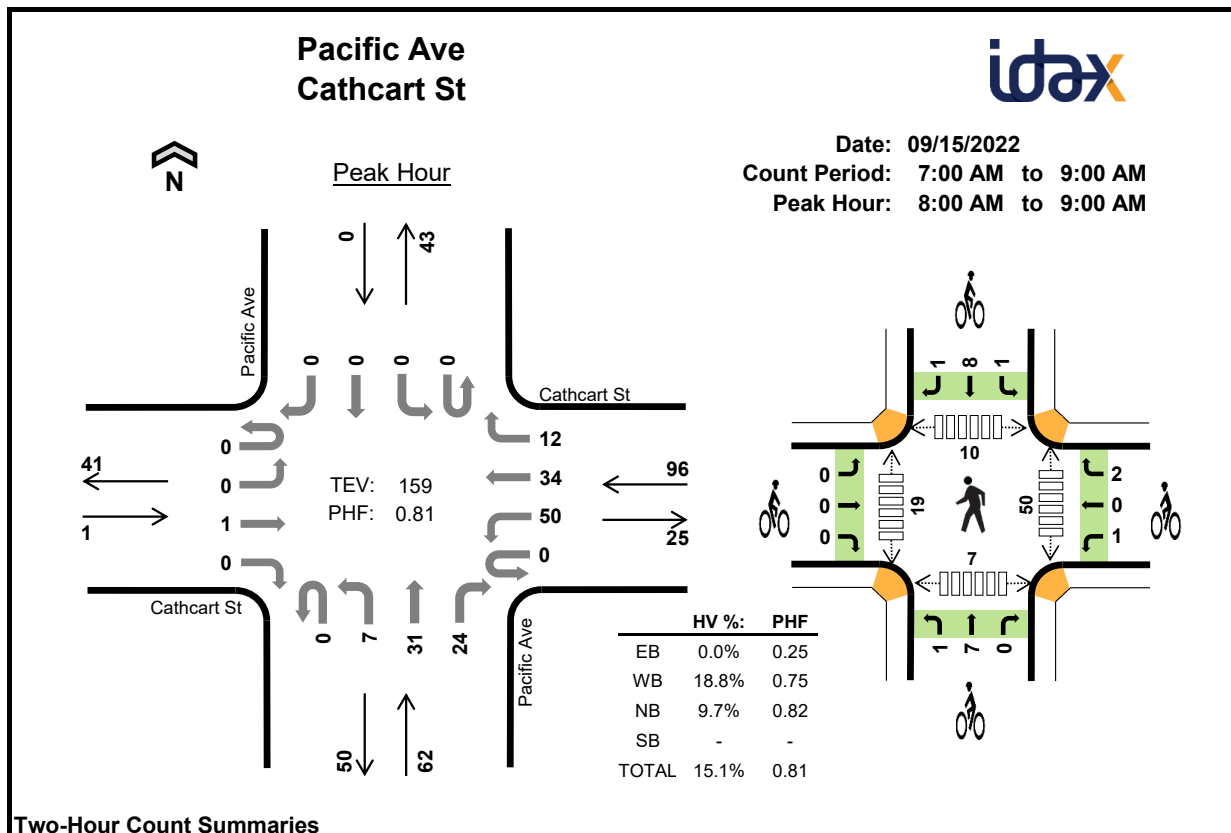 Pacific Ave
Cathcart St
idax
N
Peak Hour
Date: 09/15/2022
Count Period: 7:00 AM to 9:00 AM
Peak Hour: 8:00 AM to 9:00 AM
0
43
Pacific Ave
0 0 0 0
Cathcart St
0
0
1
0
12
34
50
0
41
1
96
25
TEV: 159
PHF: 0.81
Cathcart St
0 7 31 24
Pacific Ave
50
62
HV %: PHF
EB 0.0% 0.25
WB 18.8% 0.75
NB 9.7% 0.82
SB - -
TOTAL 15.1% 0.81
1 8 1
10
0
0
0
19
50
2
0
1
7
1 7 0
Two-Hour Count Summaries